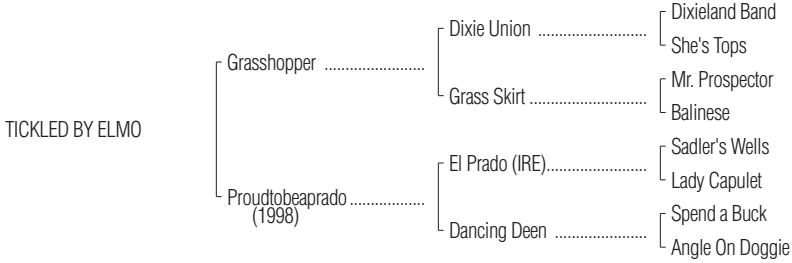 Dixieland Band
Dixie Union ........................
She's Tops
Grasshopper ......................
Mr. Prospector
Grass Skirt ..........................
Balinese
TICKLED BY ELMO
Sadler's Wells
El Prado (IRE)......................
Lady Capulet
Proudtobeaprado .................
(1998)
Spend a Buck
Dancing Deen ....................
Angle On Doggie